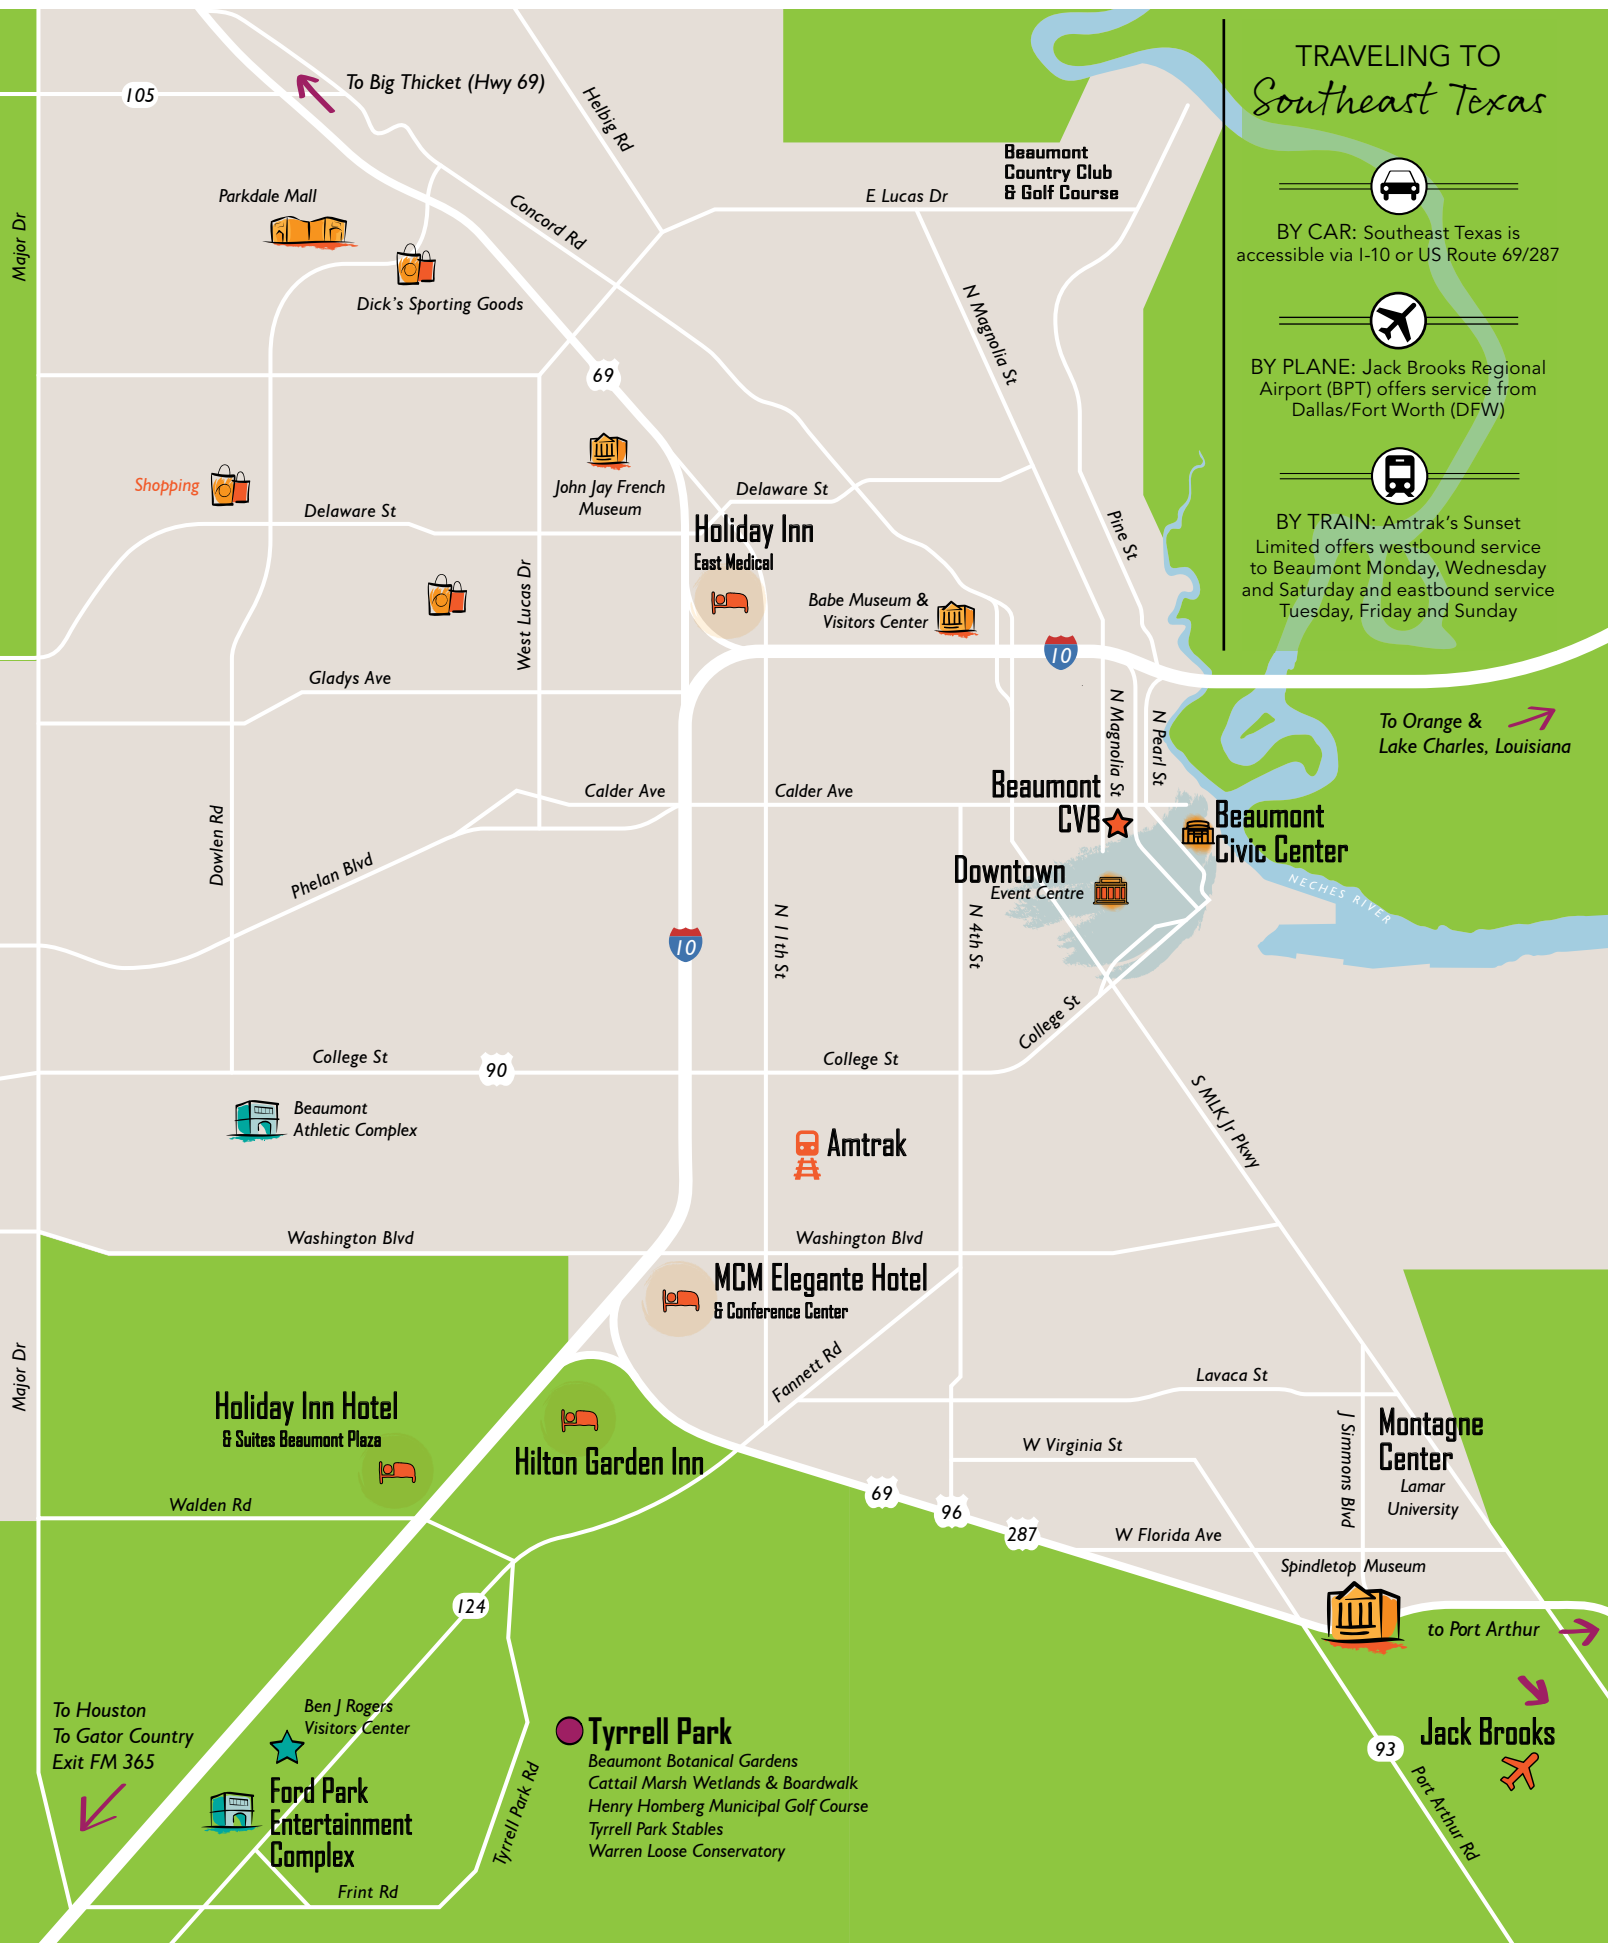 TRAVELING TO
Southeast Texas
BY CAR: Southeast Texas is
accessible via I-10 or US Route 69/287
BY PLANE: Jack Brooks Regional
Airport (BPT) offers service from
Dallas/Fort Worth (DFW)
BY TRAIN: Amtrak's Sunset
Limited offers westbound service
to Beaumont Monday, Wednesday
and Saturday and eastbound service
Tuesday, Friday and Sunday
To Big Thicket (Hwy 69)
105
Helbig Rd
Beaumont
Country Club
& Golf Course
Parkdale Mall
E Lucas Dr
Concord Rd
Major Dr
Dick's Sporting Goods
N Magnolia St
69
Shopping
John Jay French
Museum
Delaware St
Delaware St
Holiday Inn
East Medical
Pine St
West Lucas Dr
Babe Museum &
Visitors Center
10
Gladys Ave
N Magnolia St
N Pearl St
To Orange &
Lake Charles, Louisiana
Calder Ave
Calder Ave
Beaumont
CVB
Beaumont
Civic Center
Dowlen Rd
Phelan Blvd
Downtown
Event Centre
NECHES RIVER
10
N 11th St
N 4th St
College St
College St
90
College St
Beaumont
Athletic Complex
Amtrak
S MLK Jr Pkwy
Washington Blvd
Washington Blvd
MCM Elegante Hotel
& Conference Center
Major Dr
Fannett Rd
Lavaca St
Holiday Inn Hotel
& Suites Beaumont Plaza
Hilton Garden Inn
W Virginia St
J Simmons Blvd
Montagne
Center
Lamar
University
Walden Rd
69
96
287
W Florida Ave
Spindletop Museum
124
to Port Arthur
To Houston
To Gator Country
Exit FM 365
Ben J Rogers
Visitors Center
Ford Park
Entertainment
Complex
Tyrrell Park Rd
Frint Rd
Tyrrell Park
Beaumont Botanical Gardens
Cattail Marsh Wetlands & Boardwalk
Henry Homberg Municipal Golf Course
Tyrrell Park Stables
Warren Loose Conservatory
Jack Brooks
93
Port Arthur Rd